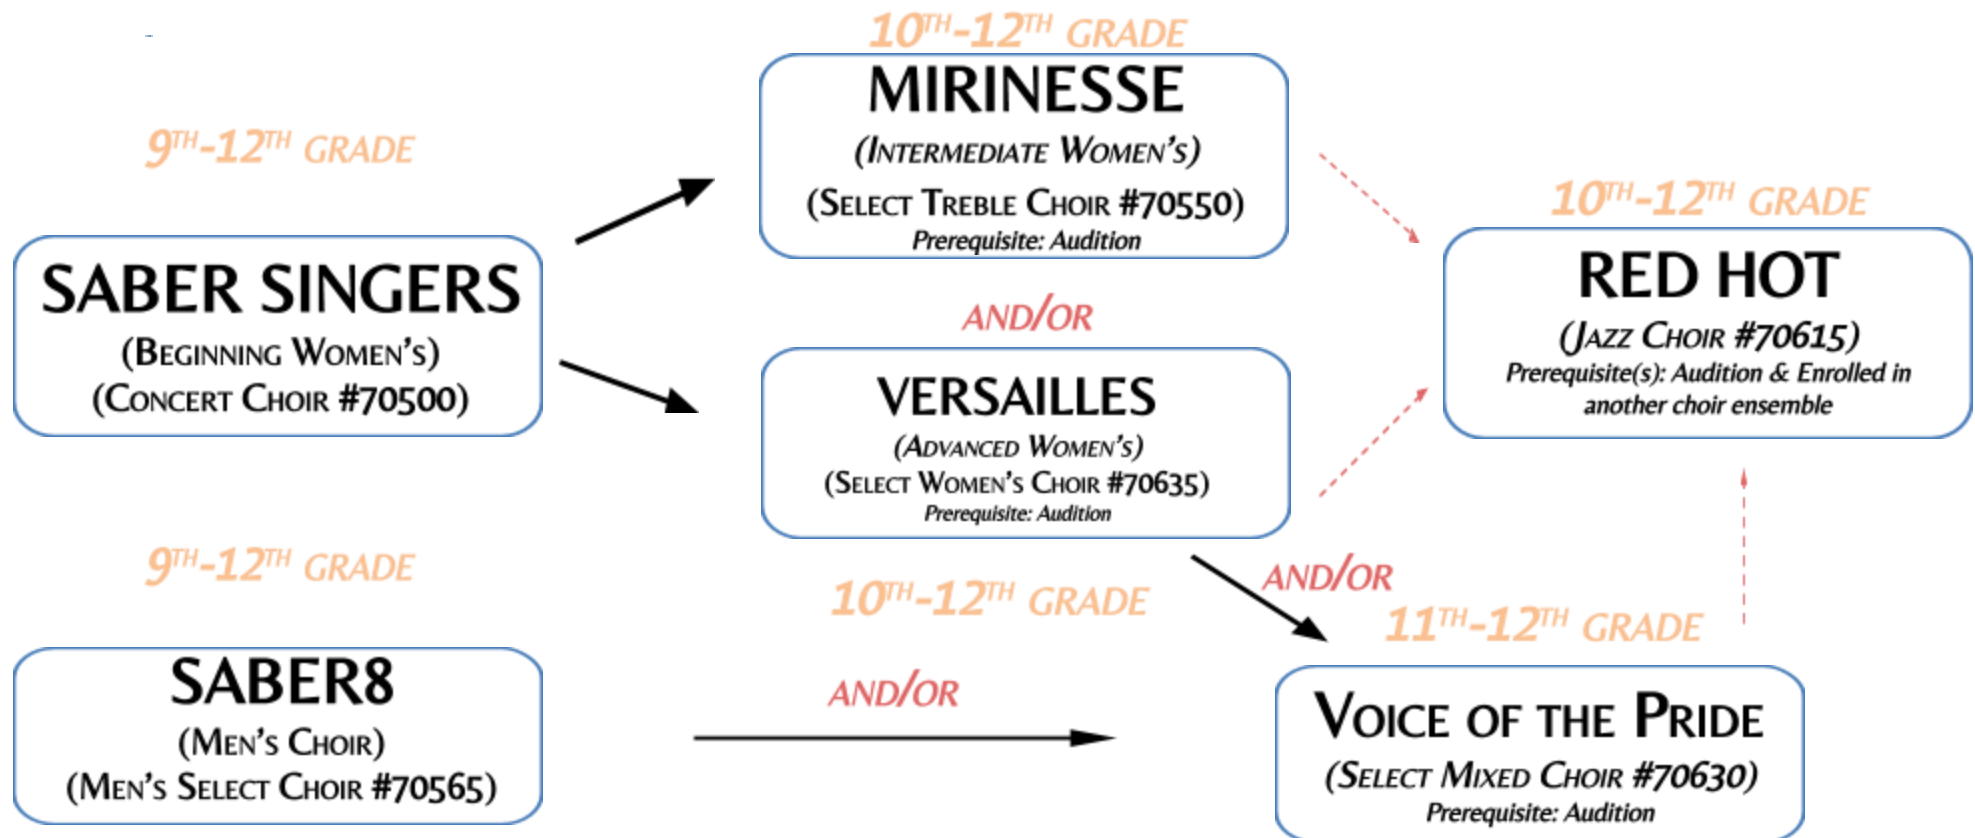 9TH-12TH GRADE
SABER SINGERS
(BEGINNING WOMEN'S)
(CONCERT CHOIR #70500)
10TH-12TH GRADE
MIRINESSE
(INTERMEDIATE WOMEN'S)
(SELECT TREBLE CHOIR #70550)
Prerequisite: Audition
AND/OR
VERSAILLES
(ADVANCED WOMEN'S)
(SELECT WOMEN'S CHOIR #70635)
Prerequisite: Audition
10TH-12TH GRADE
10TH-12TH GRADE
RED HOT
(JAZZ CHOIR #70615)
Prerequisite(s): Audition & Enrolled in
another choir ensemble
9TH-12TH GRADE
SABER8
(MEN'S CHOIR)
(MEN'S SELECT CHOIR #70565)
AND/OR
AND/OR
11TH-12TH GRADE
VOICE OF THE PRIDE
(SELECT MIXED CHOIR #70630)
Prerequisite: Audition